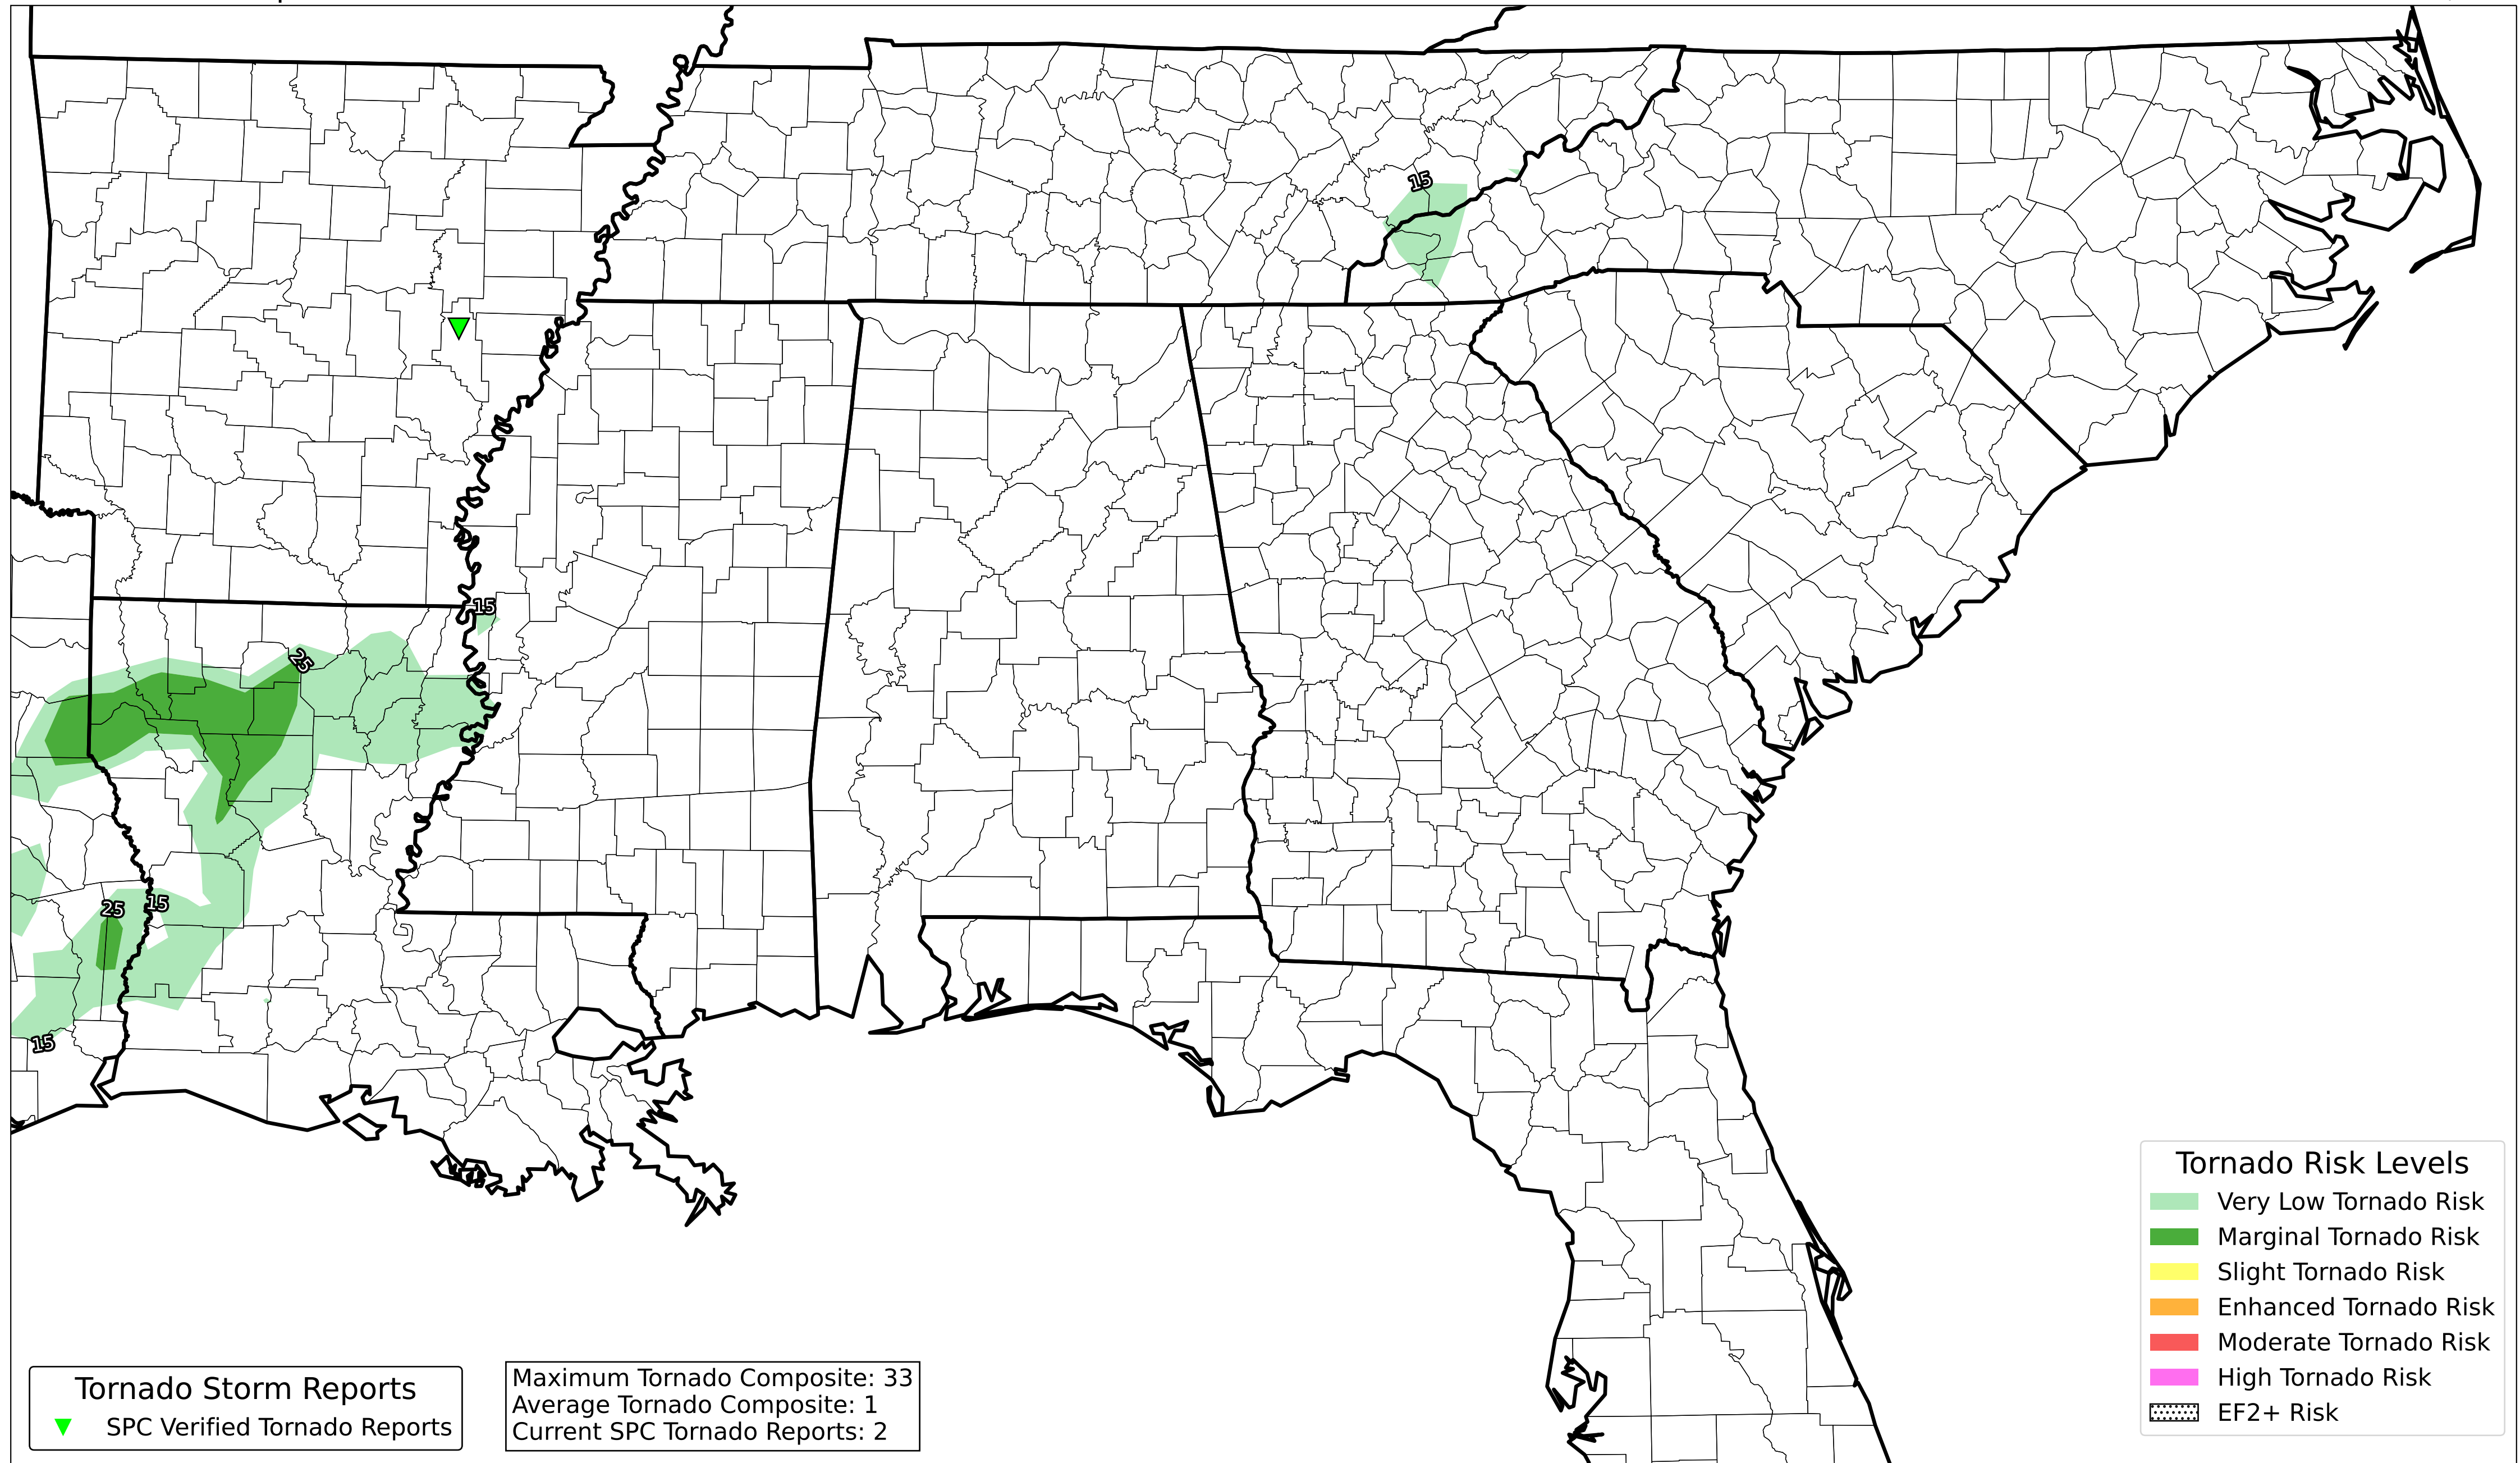 15
15
25
25
15
15
Tornado Risk Levels
Very Low Tornado Risk
Marginal Tornado Risk
Slight Tornado Risk
Enhanced Tornado Risk
Moderate Tornado Risk
High Tornado Risk
EF2+ Risk
Tornado Storm Reports
SPC Verified Tornado Reports
Maximum Tornado Composite: 33
Average Tornado Composite: 1
Current SPC Tornado Reports: 2